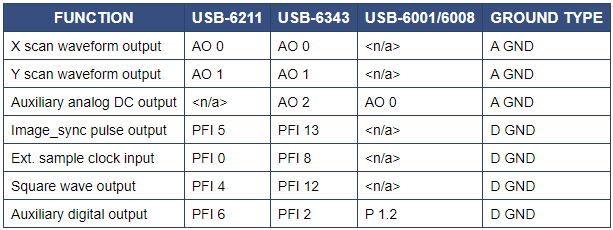 FUNCTION USB-6211 USB-6343 USB-6001/6008 GROUND TYPE
X scan waveform output AO 0 AO 0 <n/a> A GND
Y scan waveform output AO 1 AO 1 <n/a> A GND
Auxiliary analog DC output <n/a> AO 2 AO 0 A GND
Image_sync pulse output PFI 5 PFI 13 <n/a> D GND
Ext. sample clock input PFI 0 PFI 8 <n/a> D GND
Square wave output PFI 4 PFI 12 <n/a> D GND
Auxiliary digital output PFI 6 PFI 2 P 1.2 D GND